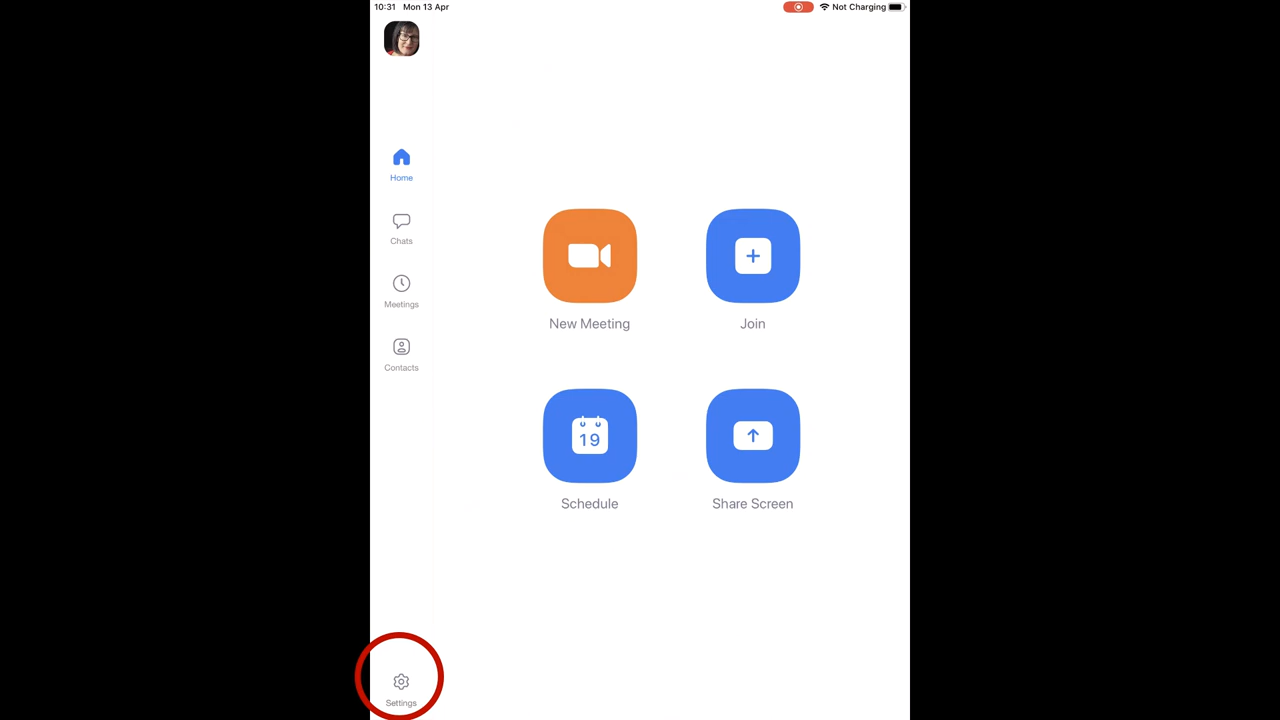 10:31 Mon 13 Apr
Not Charging
Home
Chats
Meetings
Contacts
New Meeting
Join
19
Schedule
Share Screen
Settings